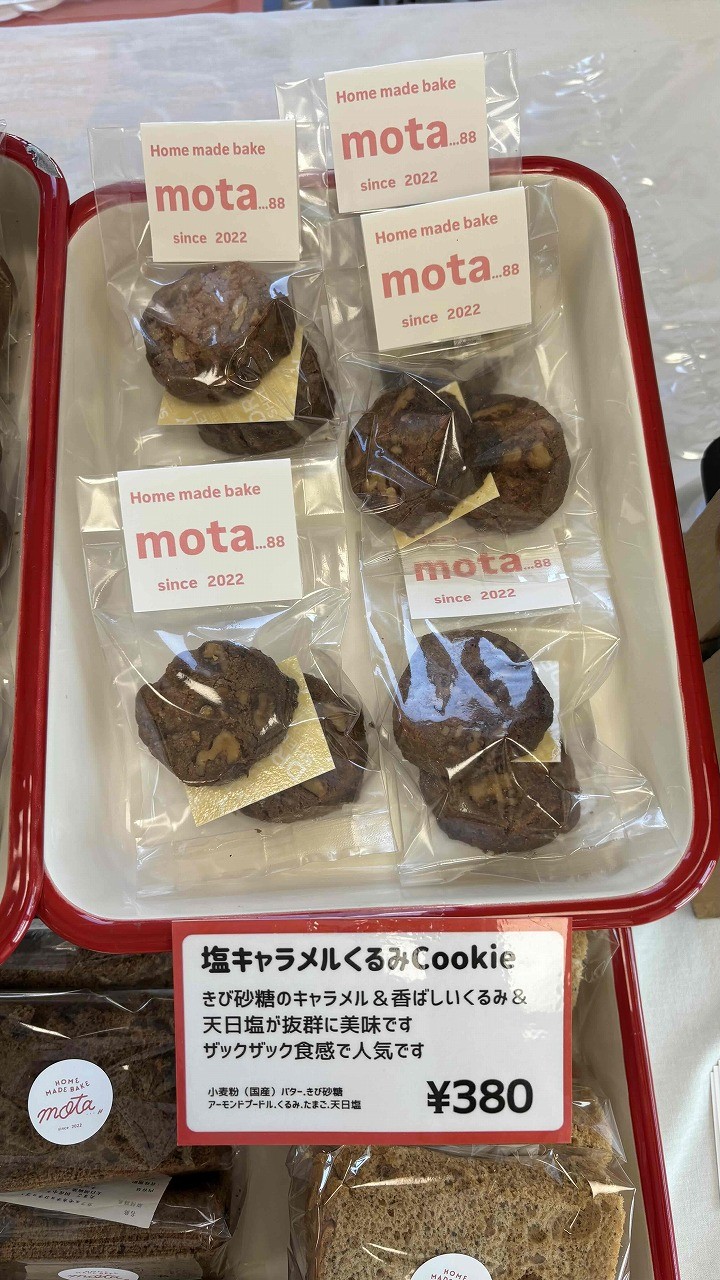 Home made bake
mota...88
since 2022
Home made bake
mota...88
since 2022
Home made bake
mota...88
since 2022
Home made bake
mota...88
since 2022
mota...88
since 2022
塩キャラメルくるみCookie
きび砂糖のキャラメル＆香ばしいくるみ＆
天日塩が抜群に美味です
ザックザック食感で人気です
小麦粉（国産）バター、きび砂糖
アーモンドプードル、くるみ、たまご、天日塩
¥380
HOME
MADE.BAKE
mota
since 2022
mota
HOME
MADE.BAKE